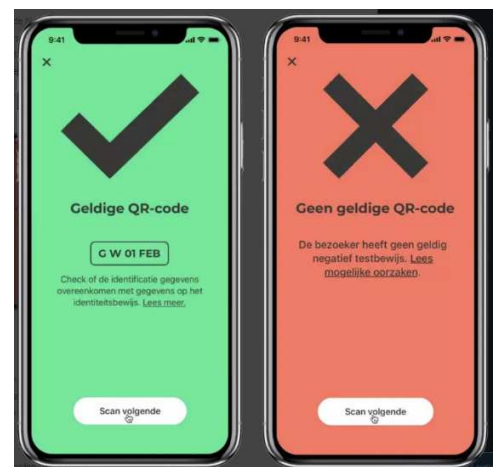 9:41
Geldige QR-code
G W 01 FEB
Check of de identificatie gegevens
overeenkomen met gegevens op het
identiteitsbewijs. Lees meer.
Scan volgende
9:41
Geen geldige QR-code
De bezoeker heeft geen geldig
negatief testbewijs. Lees
mogelijke oorzaken.
Scan volgende